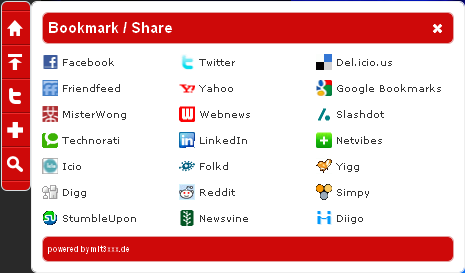 Bookmark / Share
Facebook Twitter Del.icio.us
Friendfeed Yahoo Google Bookmarks
MisterWong Webnews Slashdot
Technorati LinkedIn Netvibes
Icio Folkd Yigg
Digg Reddit Simpy
StumbleUpon Newsvine Diigo
powered by mlt3xxx.de